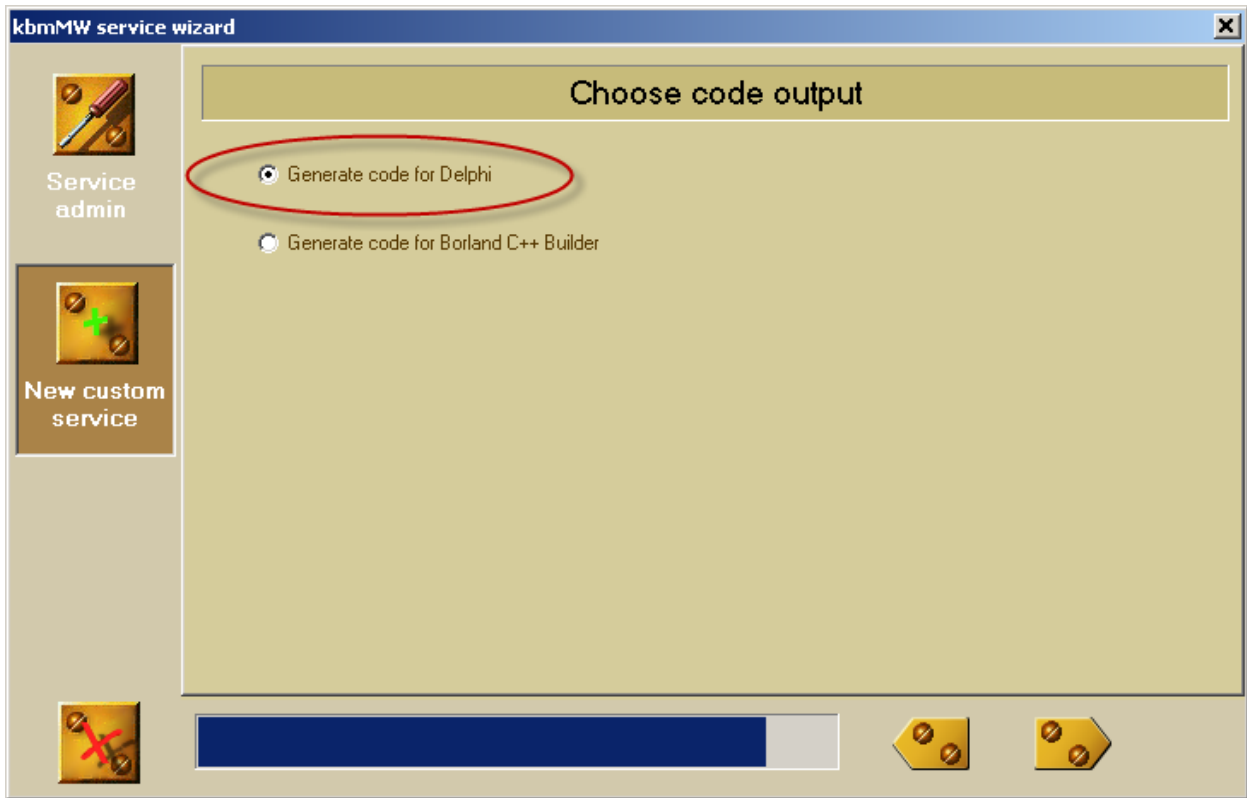 kbmMW service wizard
Choose code output
Service
admin
Generate code for Delphi
Generate code for Borland C++ Builder
New custom
service